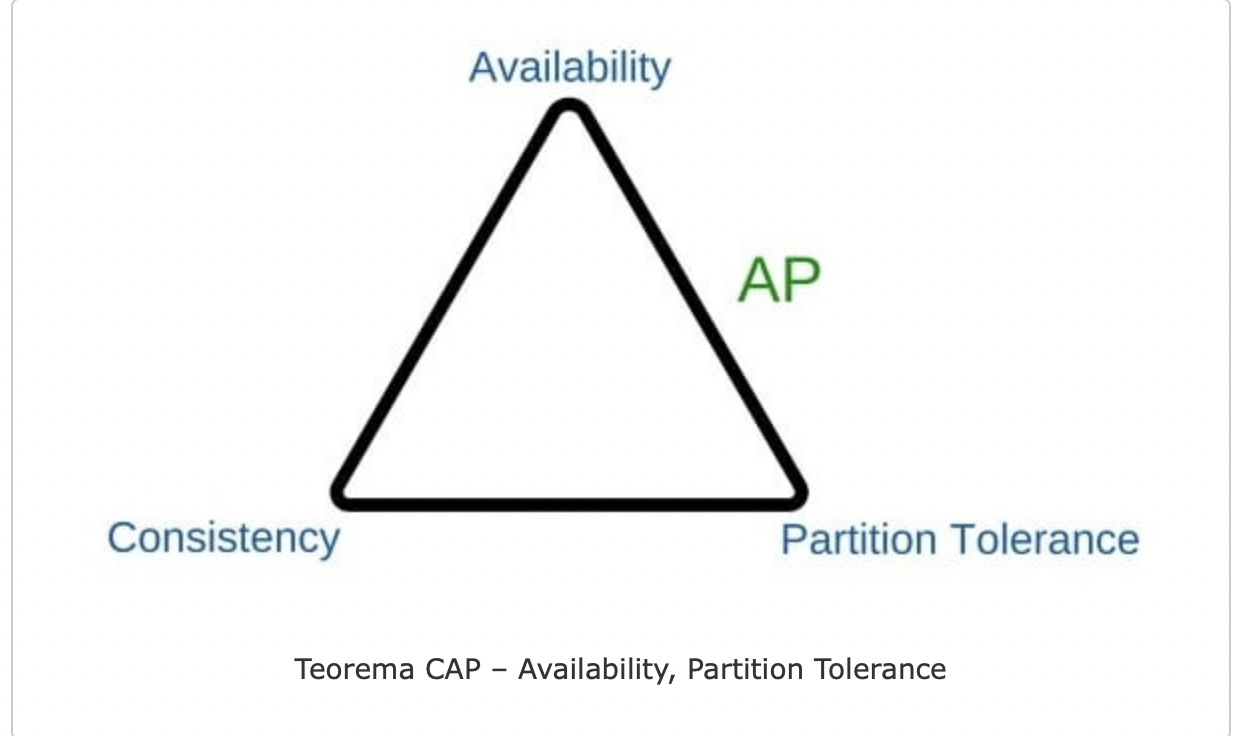 Availability
AP
Consistency
Partition Tolerance
Teorema CAP – Availability, Partition Tolerance